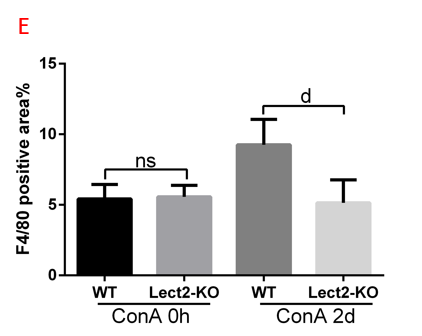 E
F4/80 positive area%
15
10
5
0
ns
d
WT Lect2-KO WT Lect2-KO
ConA 0h ConA 2d